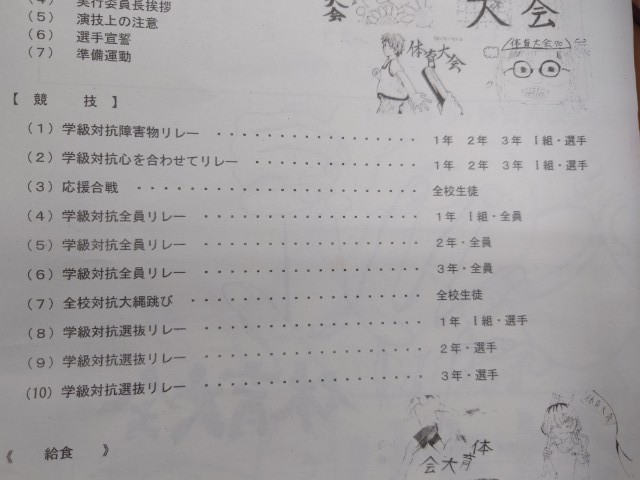 (4) 実行委員長挨拶
(5) 演技上の注意
(6) 選手宣誓
(7) 準備運動
大会
大会
体育大会
体育大会
【 競 技 】
(1) 学級対抗障害物リレー ・・・・・・・・・・・・・・・・ 1年 2年 3年 I組・選手
(2) 学級対抗心を合わせてリレー ・・・・・・・・・・・・・ 1年 2年 3年 I組・選手
(3) 応援合戦 ・・・・・・・・・・・・・・・・・・・・・・ 全校生徒
(4) 学級対抗全員リレー ・・・・・・・・・・・・・・・・・ 1年 I組・全員
(5) 学級対抗全員リレー ・・・・・・・・・・・・・・・・・ 2年・全員
(6) 学級対抗全員リレー ・・・・・・・・・・・・・・・・・ 3年・全員
(7) 全校対抗大縄跳び ・・・・・・・・・・・・・・・・・・ 全校生徒
(8) 学級対抗選抜リレー ・・・・・・・・・・・・・・・・・ 1年 I組・選手
(9) 学級対抗選抜リレー ・・・・・・・・・・・・・・・・・ 2年・選手
(10) 学級対抗選抜リレー ・・・・・・・・・・・・・・・・・ 3年・選手
体育大会
《 給食 》